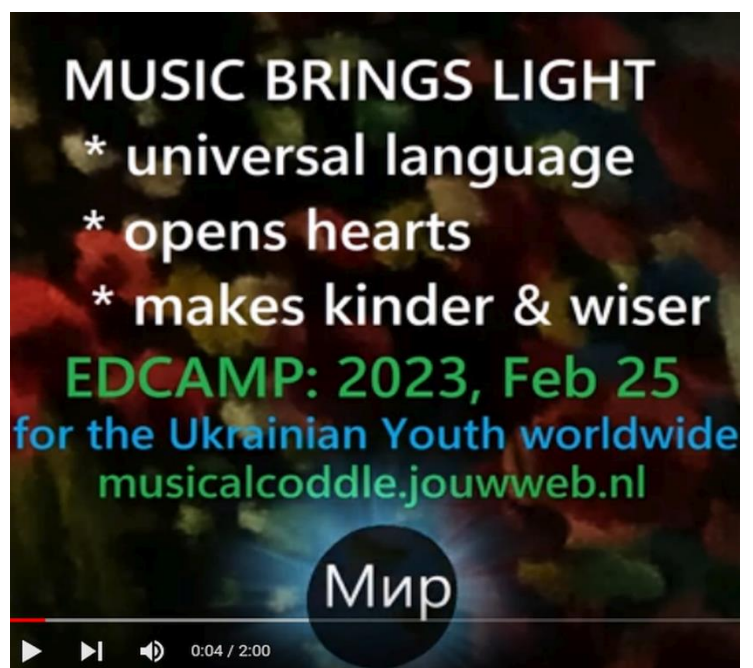 MUSIC BRINGS LIGHT
* universal language
* opens hearts
* makes kinder & wiser
EDCAMP: 2023, Feb 25
for the Ukrainian Youth worldwide
musicalcoddle.jouwweb.nl
Мир
0:04 / 2:00